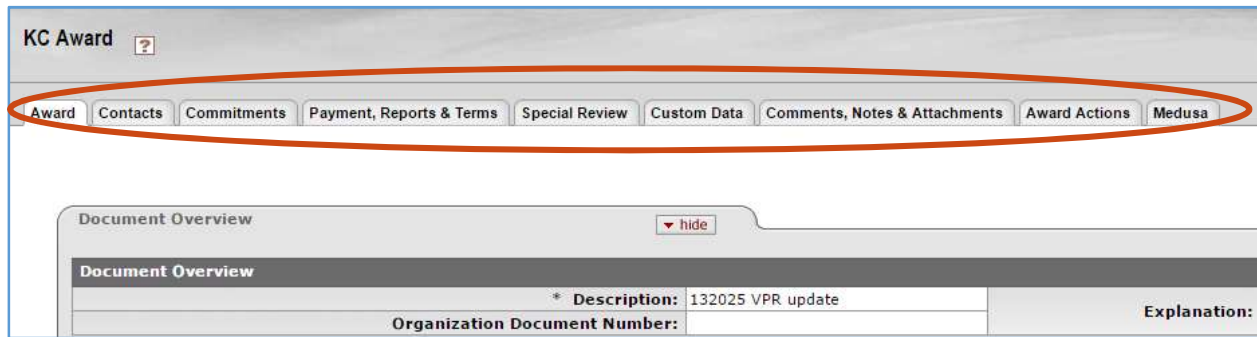 KC Award ?
Award Contacts Commitments Payment, Reports & Terms Special Review Custom Data Comments, Notes & Attachments Award Actions Medusa
Document Overview hide
Document Overview
* Description: 132025 VPR update
Explanation:
Organization Document Number: